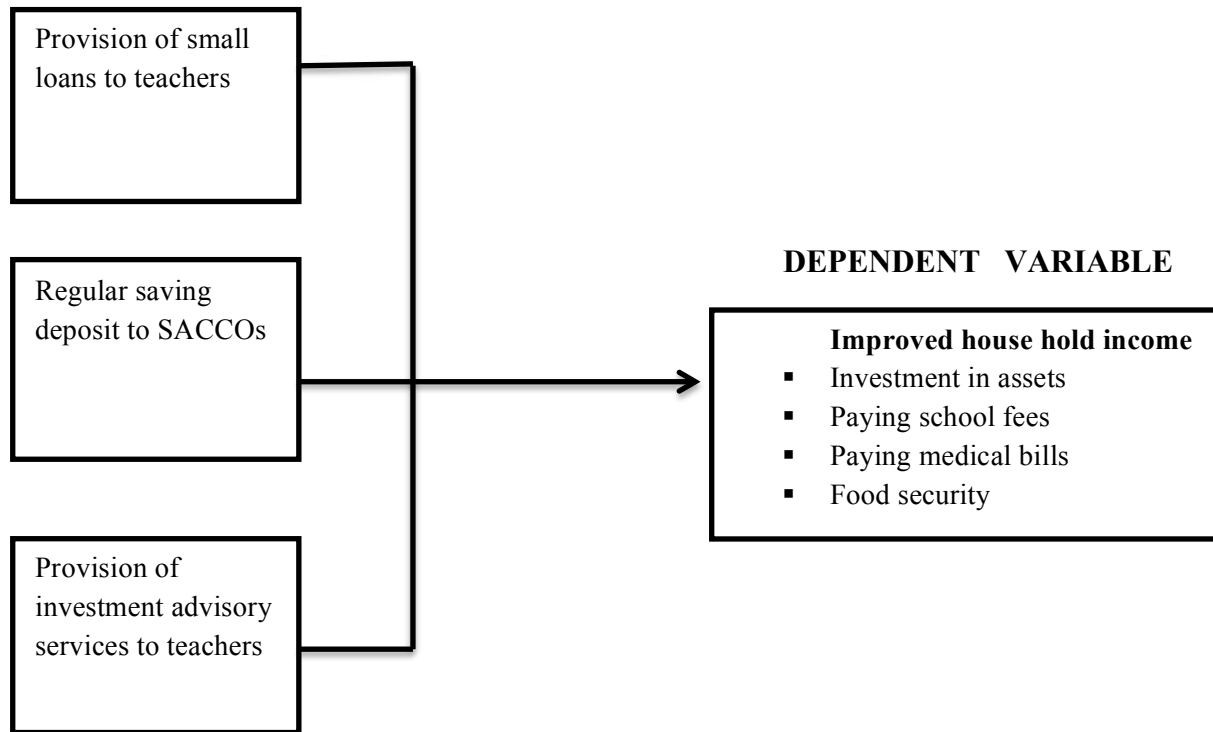 Provision of small
loans to teachers
Regular saving
deposit to SACCOs
Provision of
investment advisory
services to teachers
DEPENDENT VARIABLE
Improved house hold income
▪ Investment in assets
▪ Paying school fees
▪ Paying medical bills
▪ Food security